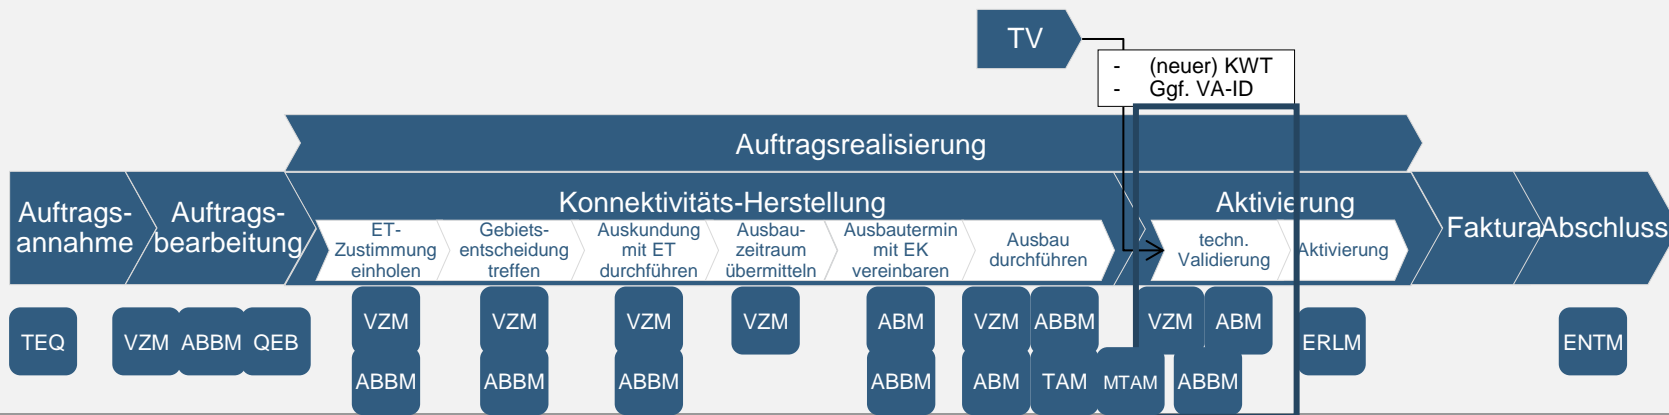 TV
- (neuer) KWT
- Ggf. VA-ID
Auftragsrealisierung
Auftrags-
annahme
Auftrags-
bearbeitung
Konnektivitäts-Herstellung
ET-
Zustimmung
einholen
Gebiets-
entscheidung
treffen
Auskundung
mit ET
durchführen
Ausbau-
zeitraum
übermitteln
Ausbautermin
mit EK
vereinbaren
Ausbau
durchführen
Aktivierung
techn.
Validierung
Aktivierung
Faktura
Abschluss
TEQ
VZM
ABBM
QEB
VZM
ABBM
VZM
ABBM
VZM
ABBM
VZM
ABM
ABBM
VZM
ABBM
ABM
TAM
MTAM
VZM
ABM
ABBM
ERLM
ENTM